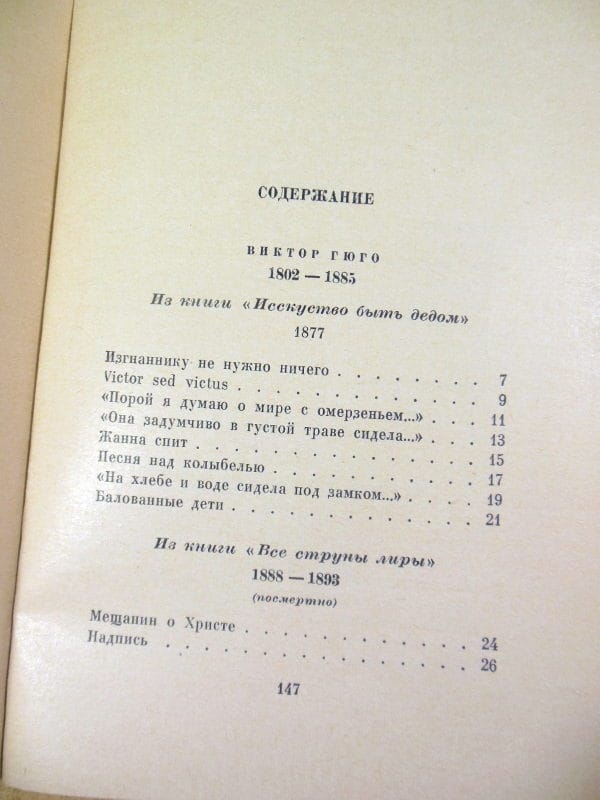 СОДЕРЖАНИЕ
ВИКТОР ГЮГО
1802 — 1885
Из книги «Исскуство быть дедом»
1877
Изгнаннику не нужно ничего . . . . . . . . 7
Victor sed victus . . . . . . . . . . . . 9
«Порой я думаю о мире с омерзеньем...» . . . 11
«Она задумчиво в густой траве сидела...» . . . 13
Жанна спит . . . . . . . . . . . . . . 15
Песня над колыбелью . . . . . . . . . . 17
«На хлебе и воде сидела под замком...» . . . . 19
Балованные дети . . . . . . . . . . . . 21
Из книги «Все струны лиры»
1888 — 1893
(посмертно)
Мещанин о Христе . . . . . . . . . . . 24
Надпись . . . . . . . . . . . . . . . 26
147